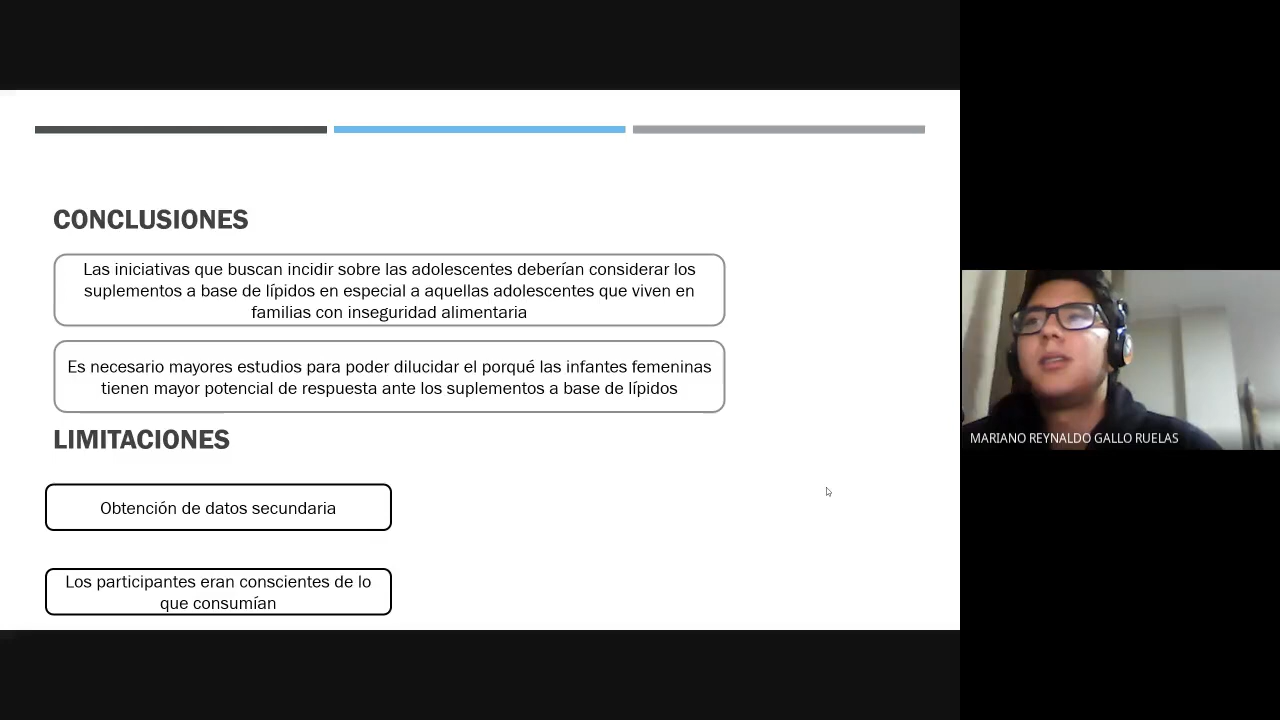 CONCLUSIONES
Las iniciativas que buscan incidir sobre las adolescentes deberían considerar los
suplementos a base de lípidos en especial a aquellas adolescentes que viven en
familias con inseguridad alimentaria
Es necesario mayores estudios para poder dilucidar el porqué las infantes femeninas
tienen mayor potencial de respuesta ante los suplementos a base de lípidos
LIMITACIONES
Obtención de datos secundaria
Los participantes eran conscientes de lo
que consumían
MARIANO REYNALDO GALLO RUELAS